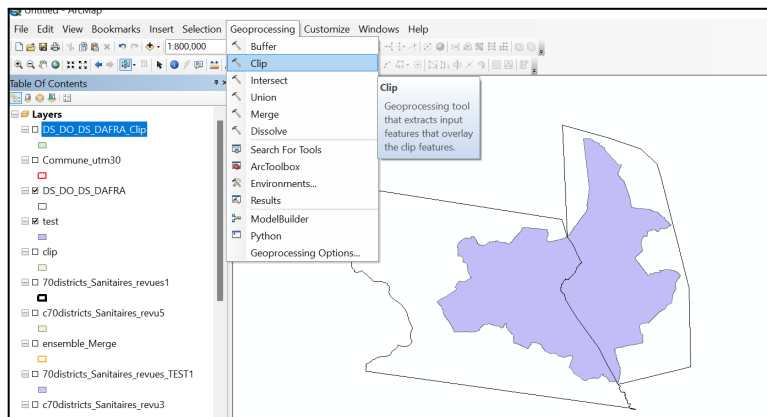 Untitled - ArcMap
File Edit View Bookmarks Insert Selection Geoprocessing Customize Windows Help
1:800,000
Table Of Contents
Layers
DS_DO_DS_DAFRA_Clip
Commune_utm30
DS_DO_DS_DAFRA
test
clip
70districts_Sanitaires_revues1
c70districts_Sanitaires_revu5
ensemble_Merge
70districts_Sanitaires_revues_TEST1
c70districts_Sanitaires_revu3
Buffer
Clip
Intersect
Union
Merge
Dissolve
Search For Tools
ArcToolbox
Environments...
Results
ModelBuilder
Python
Geoprocessing Options...
Clip
Geoprocessing tool
that extracts input
features that overlay
the clip features.